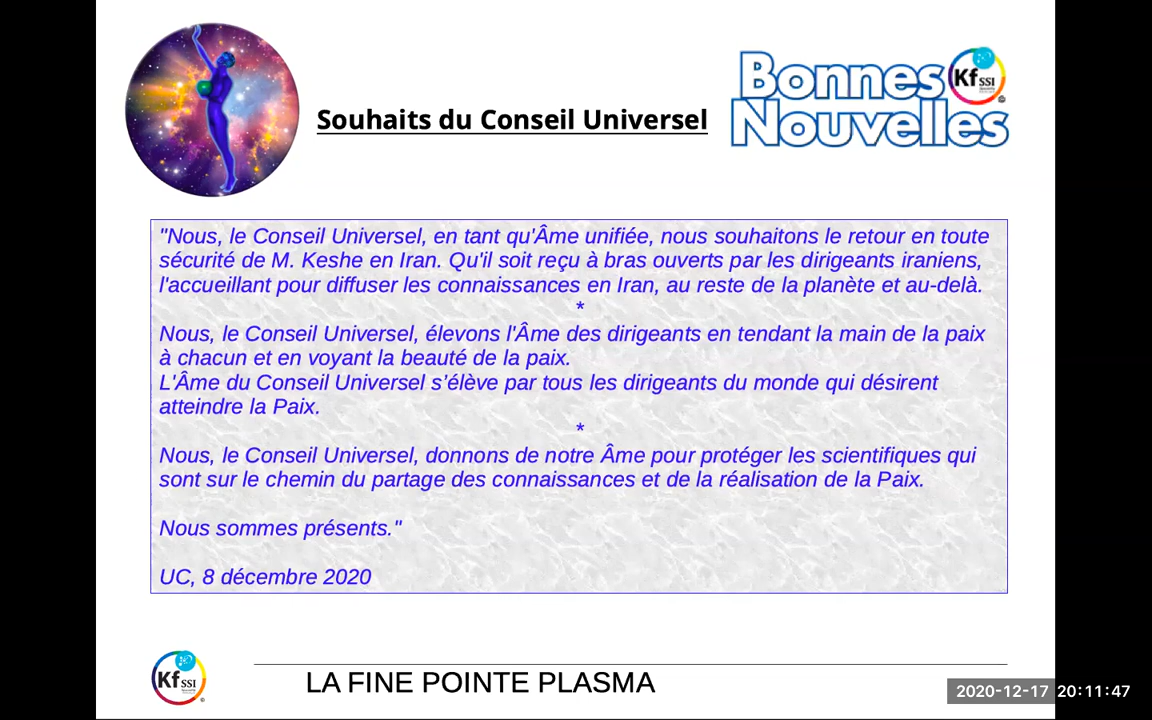 Souhaits du Conseil Universel
Bonnes
Nouvelles
Kf SSI
"Nous, le Conseil Universel, en tant qu'Âme unifiée, nous souhaitons le retour en toute
sécurité de M. Keshe en Iran. Qu'il soit reçu à bras ouverts par les dirigeants iraniens,
l'accueillant pour diffuser les connaissances en Iran, au reste de la planète et au-delà.
*
Nous, le Conseil Universel, élevons l'Âme des dirigeants en tendant la main de la paix
à chacun et en voyant la beauté de la paix.
L'Âme du Conseil Universel s'élève par tous les dirigeants du monde qui désirent
atteindre la Paix.
*
Nous, le Conseil Universel, donnons de notre Âme pour protéger les scientifiques qui
sont sur le chemin du partage des connaissances et de la réalisation de la Paix.
Nous sommes présents."
UC, 8 décembre 2020
Kf SSI
LA FINE POINTE PLASMA
2020-12-17 20:11:47